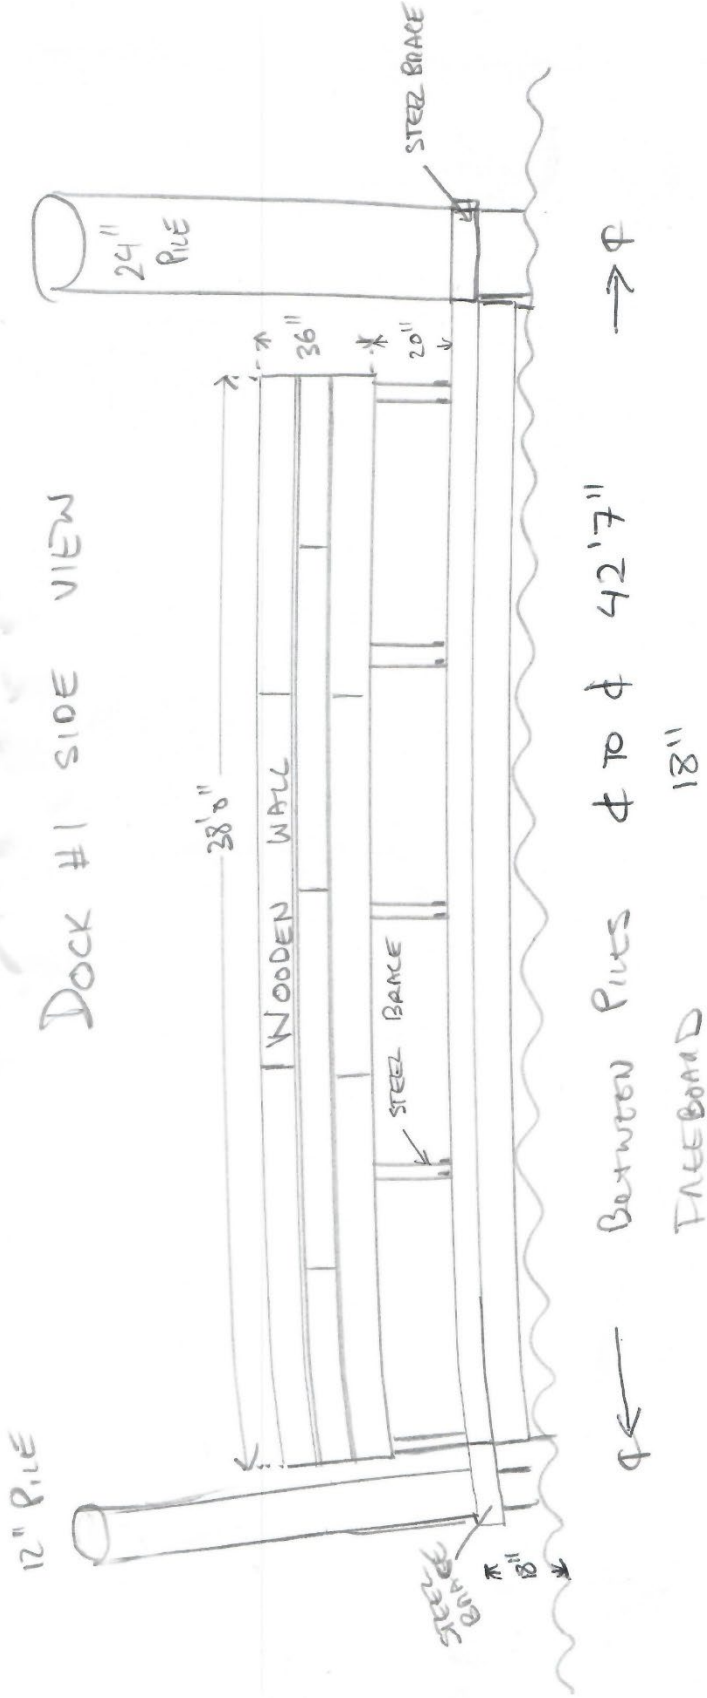 DOCK #1 SIDE VIEW
12" PILE
24"
PILE
38'0"
36"
WOODEN WALL
20"
STEEL BRACE
STEEL BRACE
STEEL
BRACE
18"
BETWEEN PILES ℄ TO ℄ 42'7"
℄ ℄
FREEBOARD 18"